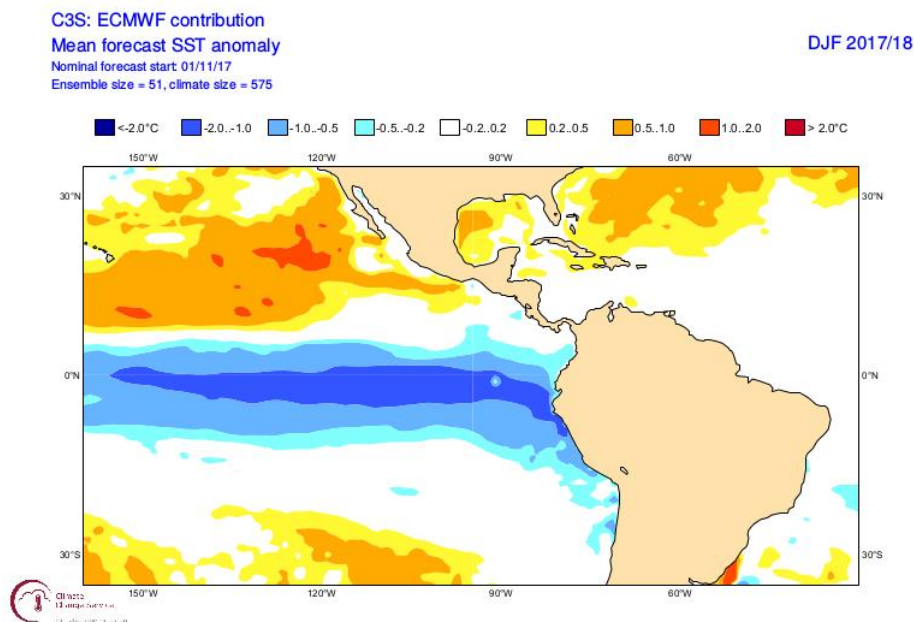 C3S: ECMWF contribution
Mean forecast SST anomaly
DJF 2017/18
Nominal forecast start: 01/11/17
Ensemble size = 51, climate size = 575
<-2.0°C -2.0..-1.0 -1.0..-0.5 -0.5..-0.2 -0.2..0.2 0.2..0.5 0.5..1.0 1.0..2.0 > 2.0°C
150°W 120°W 90°W 60°W
30°N 30°N
0°N 0°N
30°S 30°S
150°W 120°W 90°W 60°W
Climate
Change Service